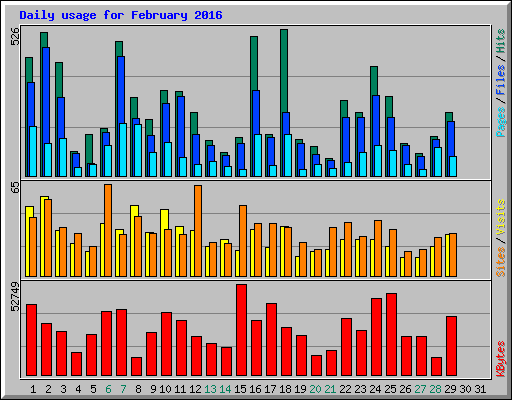 Daily usage for February 2016
526
Pages / Files / Hits
65
Sites / Visits
52749
KBytes
1 2 3 4 5 6 7 8 9 10 11 12 13 14 15 16 17 18 19 20 21 22 23 24 25 26 27 28 29 30 31